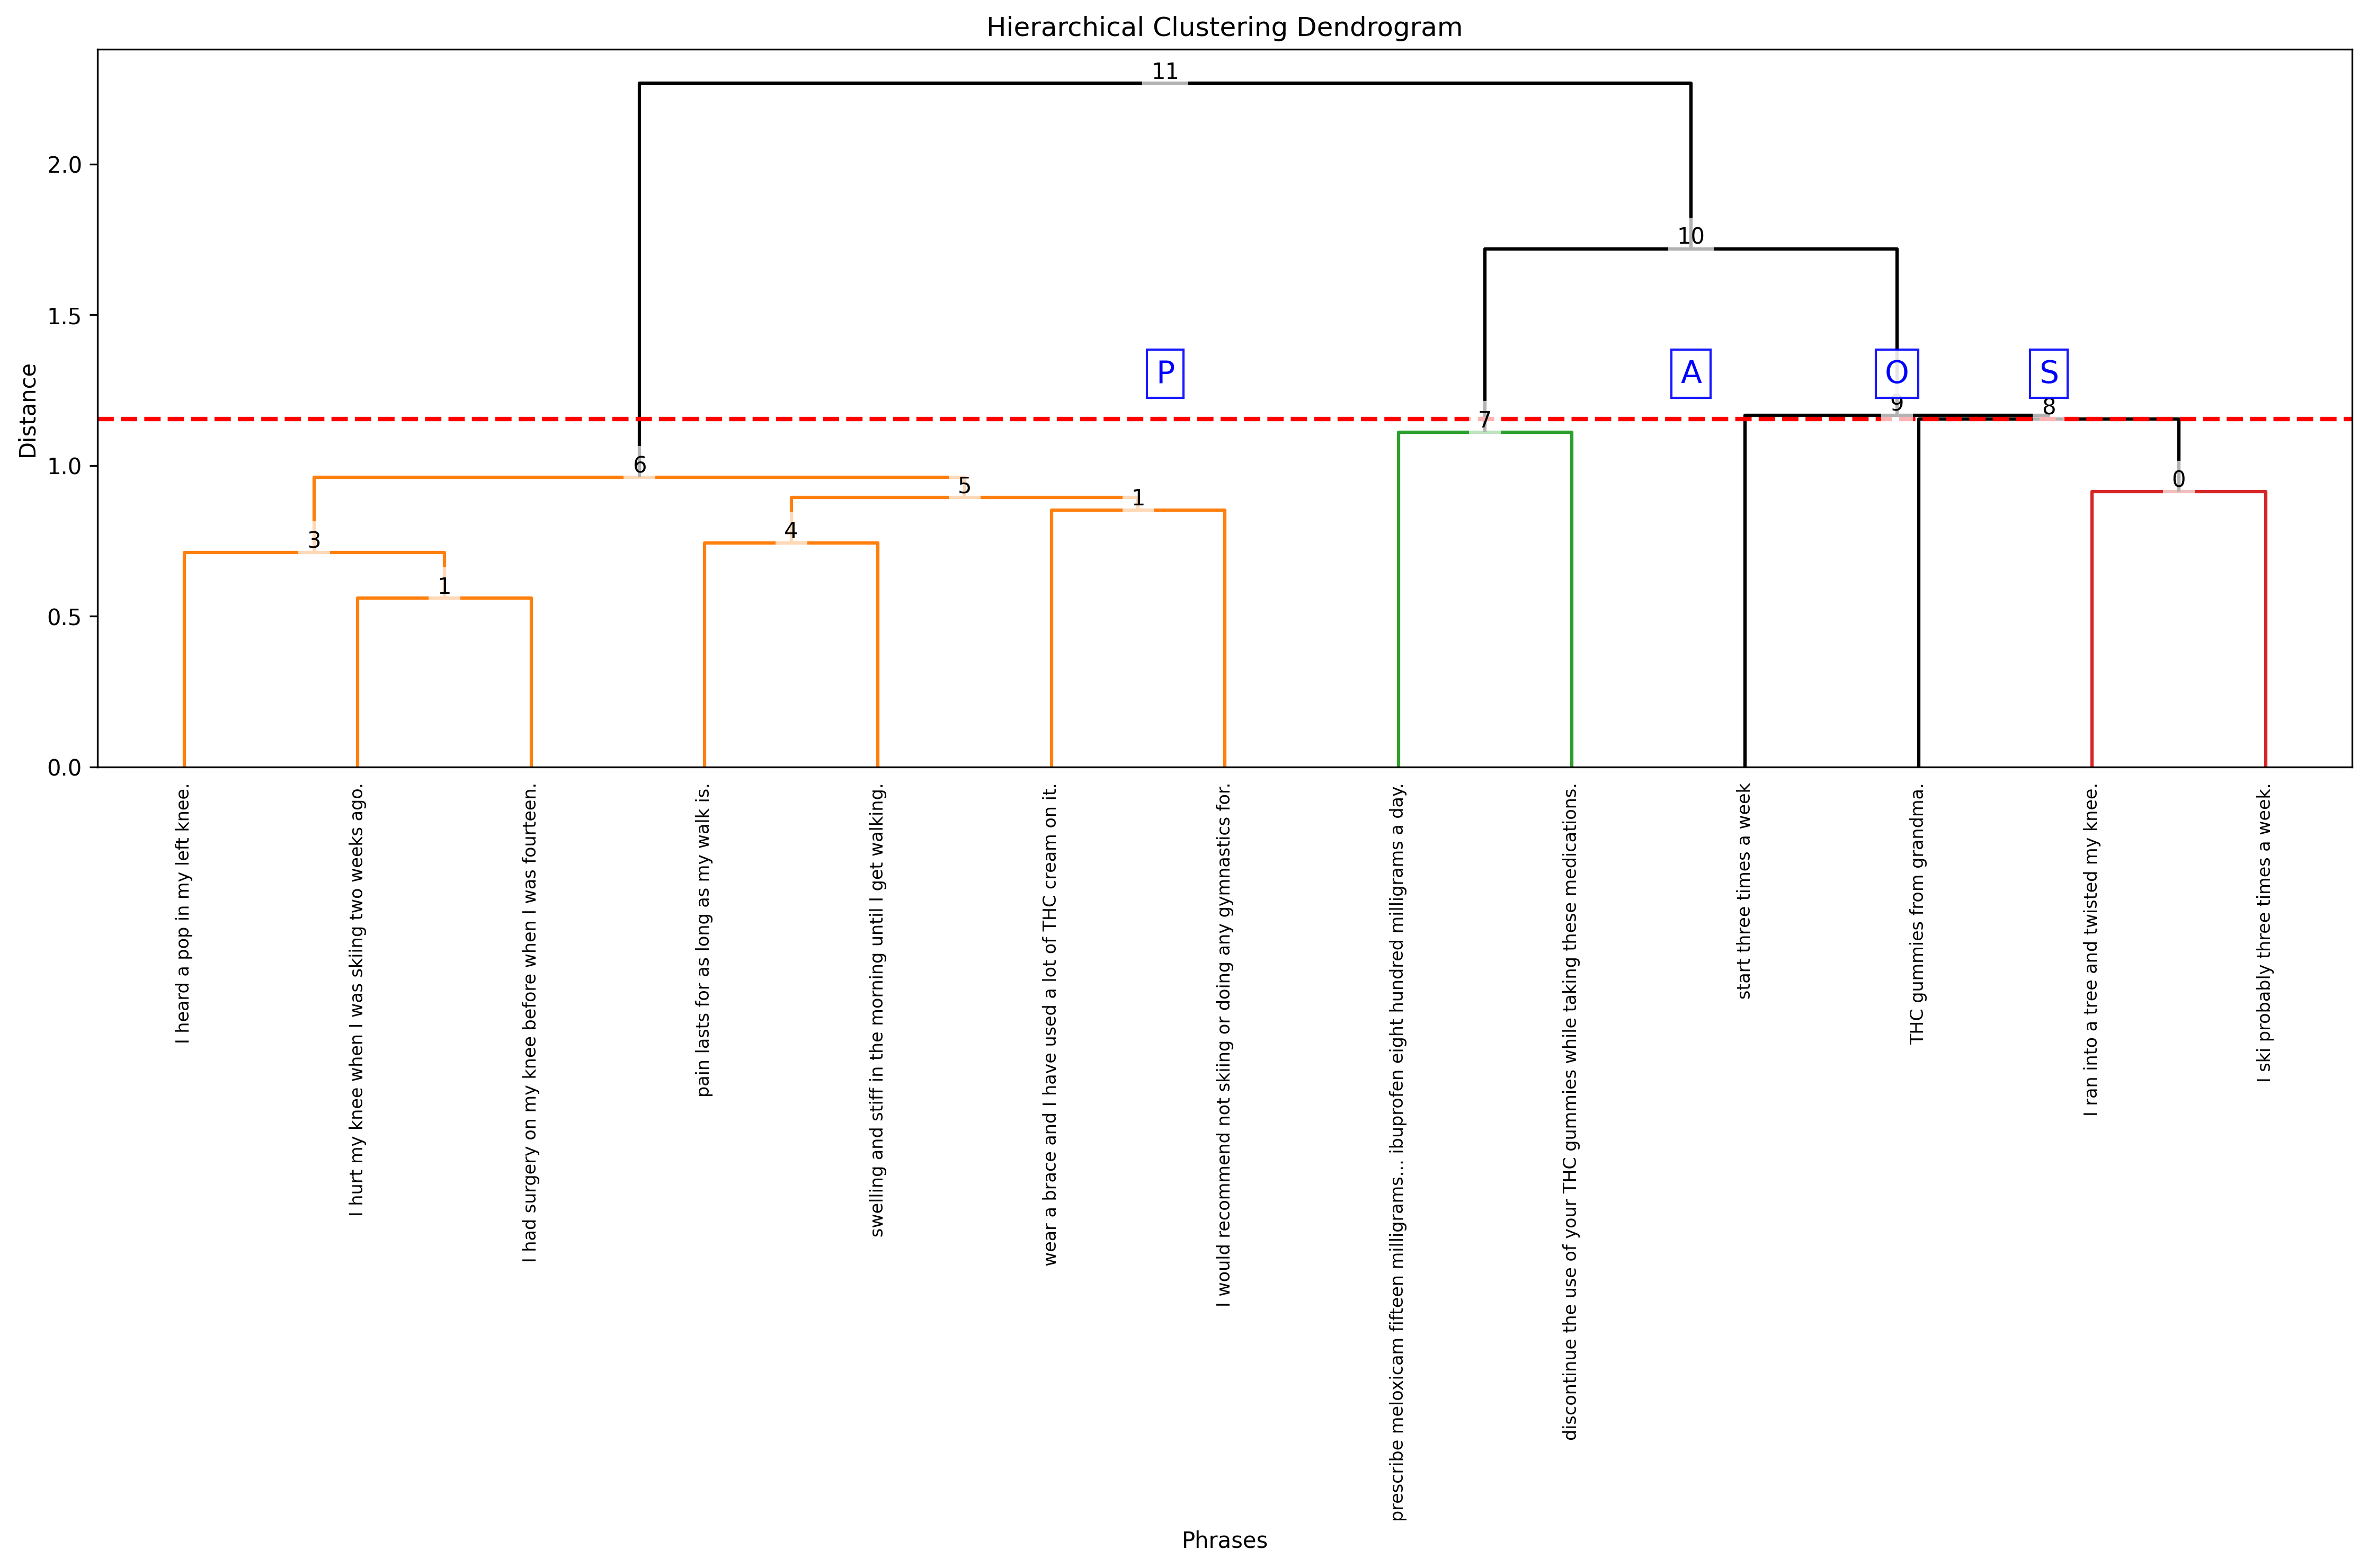 Hierarchical Clustering Dendrogram
11
2.0
10
1.5
P
A
O
S
9
8
7
Distance
1.0
6
5
1
0
4
3
1
0.5
0.0
I heard a pop in my left knee.
I hurt my knee when I was skiing two weeks ago.
I had surgery on my knee before when I was fourteen.
pain lasts for as long as my walk is.
swelling and stiff in the morning until I get walking.
wear a brace and I have used a lot of THC cream on it.
I would recommend not skiing or doing any gymnastics for.
prescribe meloxicam fifteen milligrams... ibuprofen eight hundred milligrams a day.
discontinue the use of your THC gummies while taking these medications.
start three times a week
THC gummies from grandma.
I ran into a tree and twisted my knee.
I ski probably three times a week.
Phrases